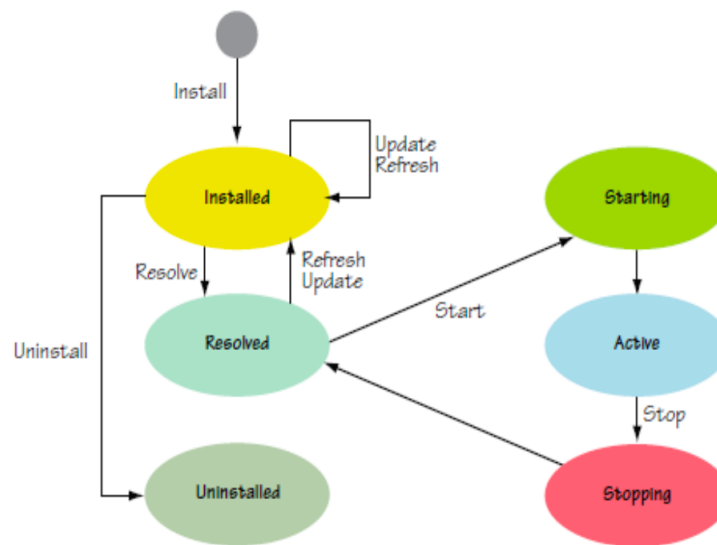 Install
Update
Refresh
Installed
Starting
Resolve
Refresh
Update
Start
Uninstall
Resolved
Active
Stop
Uninstalled
Stopping